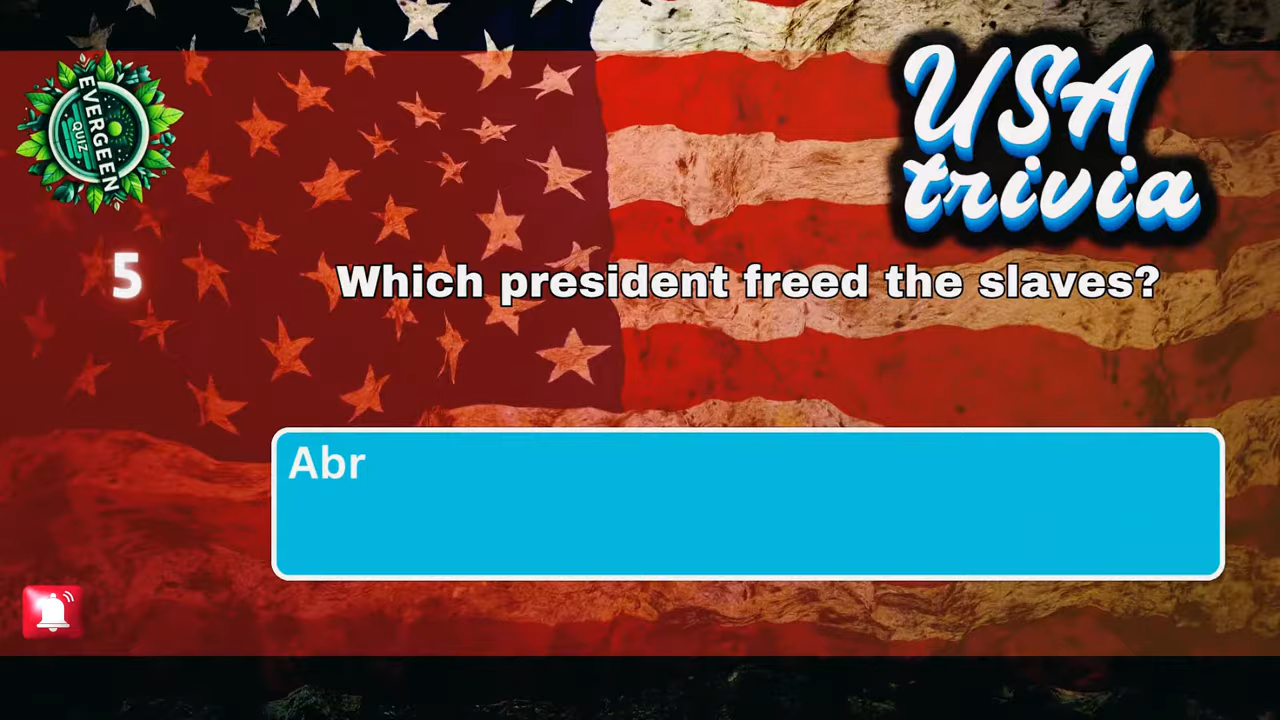 EVERGEEN
QUIZ
USA
trivia
5
Which president freed the slaves?
Abr